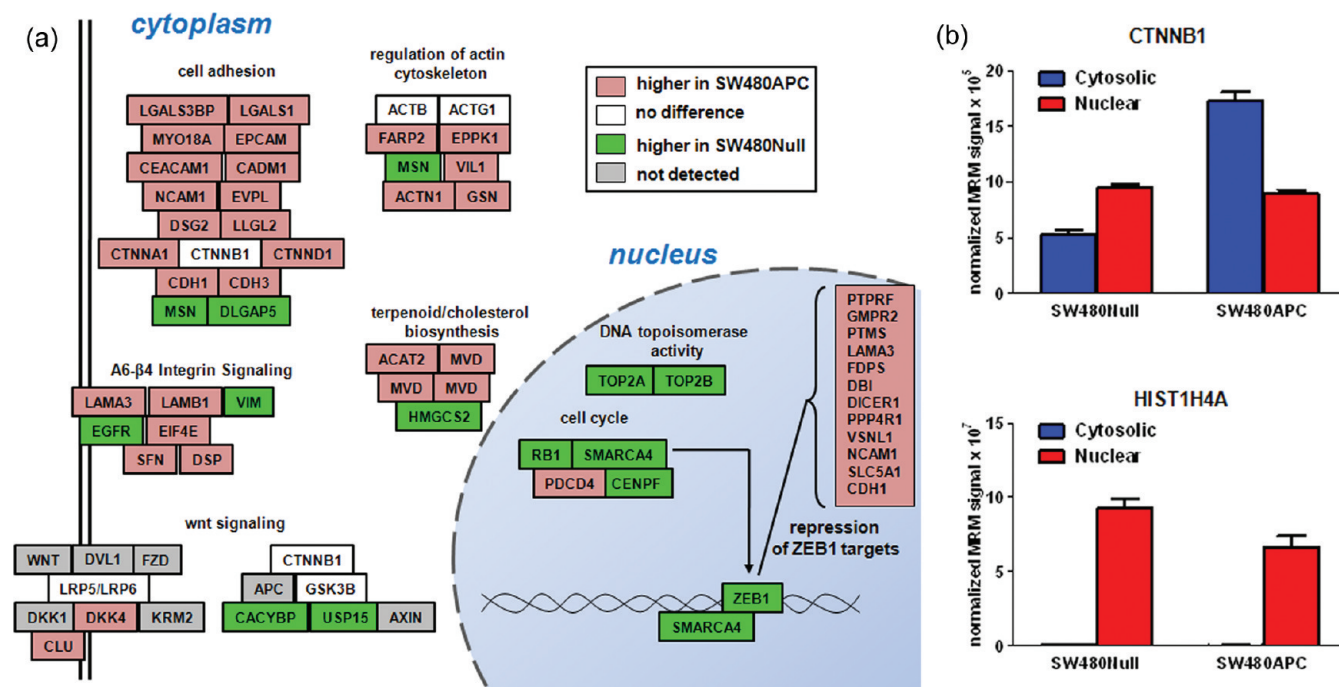 (a)
cytoplasm
cell adhesion
LGALS3BP LGALS1
MYO18A EPCAM
CEACAM1 CADM1
NCAM1 EVPL
DSG2 LLGL2
CTNNA1 CTNNB1 CTNND1
CDH1 CDH3
MSN DLGAP5
regulation of actin
cytoskeleton
ACTB ACTG1
FARP2 EPPK1
MSN VIL1
ACTN1 GSN
higher in SW480APC
no difference
higher in SW480Null
not detected
A6-β4 Integrin Signaling
LAMA3 LAMB1 VIM
EGFR EIF4E
SFN DSP
terpenoid/cholesterol
biosynthesis
ACAT2 MVD
MVD MVD
HMGCS2
nucleus
DNA topoisomerase
activity
TOP2A TOP2B
cell cycle
RB1 SMARCA4
PDCD4 CENPF
PTPRF
GMPR2
PTMS
LAMA3
FDPS
DBI
DICER1
PPP4R1
VSNL1
NCAM1
SLC5A1
CDH1
repression
of ZEB1 targets
ZEB1
SMARCA4
wnt signaling
WNT DVL1 FZD
LRP5/LRP6
DKK1 DKK4 KRM2
CLU
CTNNB1
APC GSK3B
CACYBP USP15 AXIN
(b)
CTNNB1
normalized MRM signal x 10⁵
20
15
10
5
Cytosolic
Nuclear
SW480Null SW480APC
HIST1H4A
normalized MRM signal x 10⁷
15
10
5
0
Cytosolic
Nuclear
SW480Null SW480APC